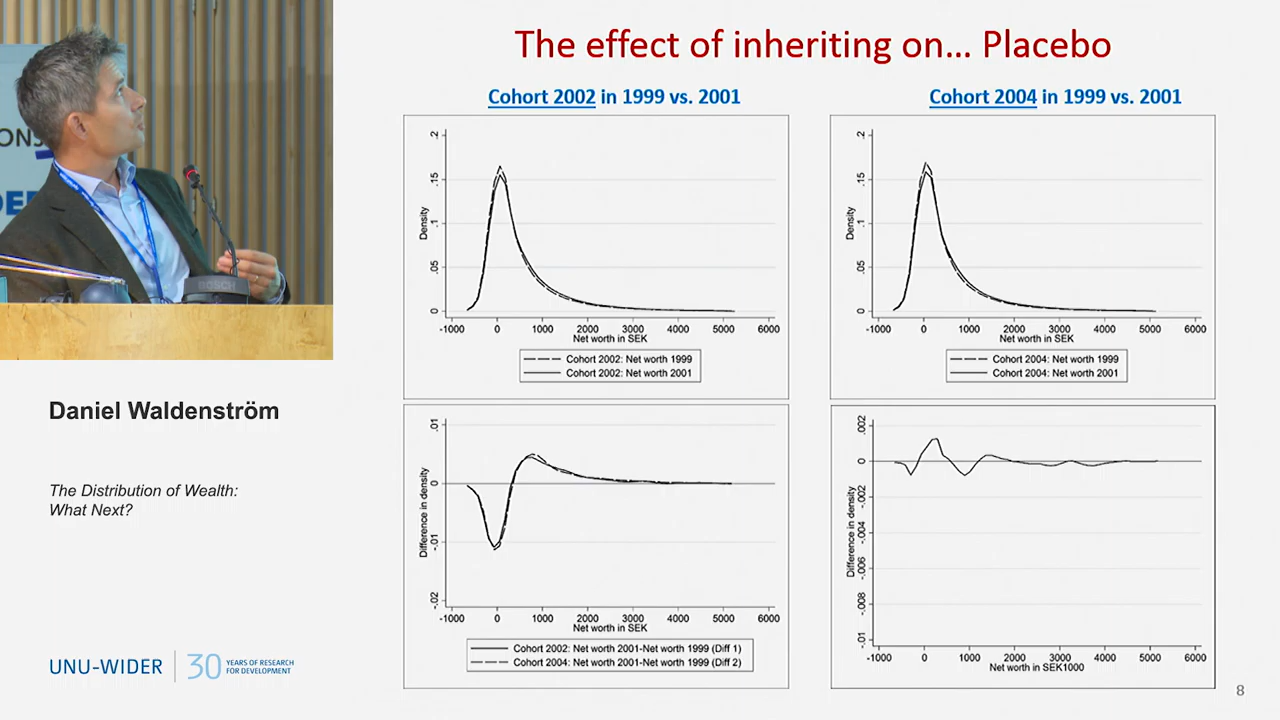 The effect of inheriting on... Placebo
Cohort 2002 in 1999 vs. 2001
Cohort 2004 in 1999 vs. 2001
Density
.2
.15
.1
.05
0
-1000
0
1000
2000
3000
4000
5000
6000
Net worth in SEK
Cohort 2002: Net worth 1999
Cohort 2002: Net worth 2001
Density
.2
.15
.1
.05
0
-1000
0
1000
2000
3000
4000
5000
6000
Net worth in SEK
Cohort 2004: Net worth 1999
Cohort 2004: Net worth 2001
Difference in density
.01
0
-.01
-.02
-1000
0
1000
2000
3000
4000
5000
6000
Net worth in SEK
Cohort 2002: Net worth 2001-Net worth 1999 (Diff 1)
Cohort 2004: Net worth 2001-Net worth 1999 (Diff 2)
Difference in density
.002
0
-.002
-.004
-.006
-.008
-.01
-1000
0
1000
2000
3000
4000
5000
6000
Net worth in SEK1000
8
ONS
DER
BOSCH
Daniel Waldenström
The Distribution of Wealth:
What Next?
UNU-WIDER
30
YEARS OF RESEARCH
FOR DEVELOPMENT